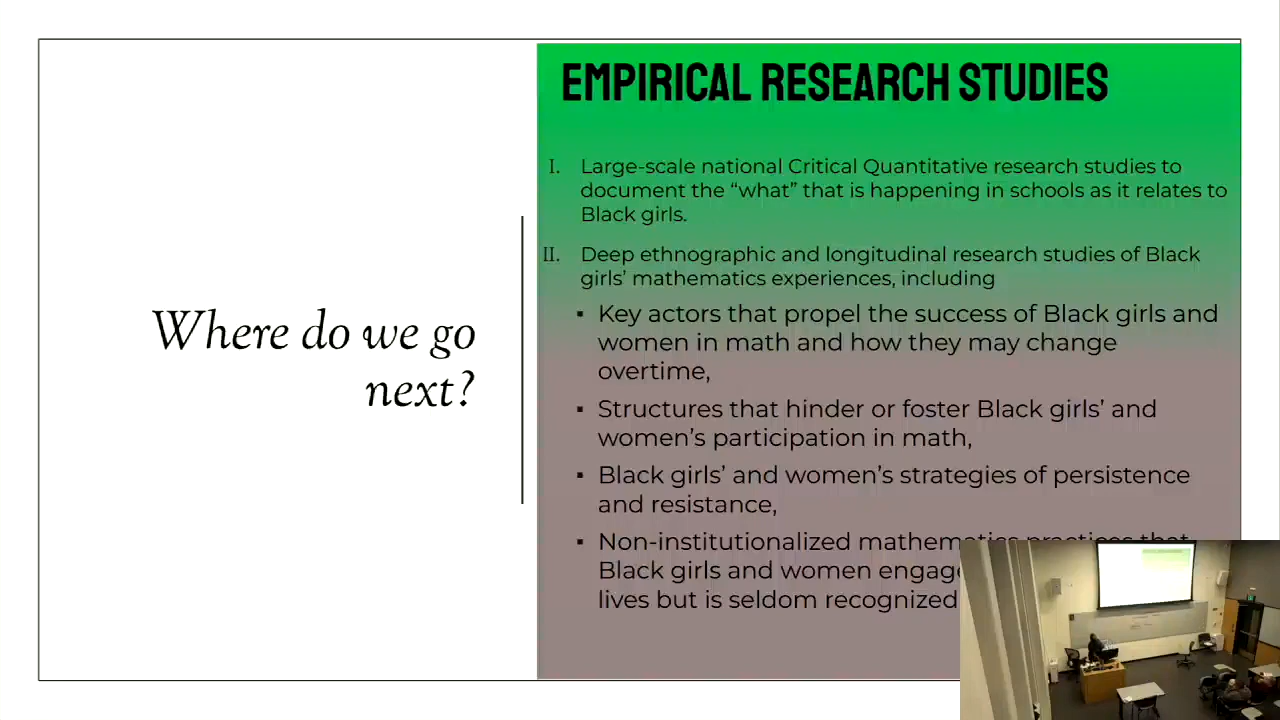 Where do we go
next?
EMPIRICAL RESEARCH STUDIES
I. Large-scale national Critical Quantitative research studies to
document the “what” that is happening in schools as it relates to
Black girls.
II. Deep ethnographic and longitudinal research studies of Black
girls’ mathematics experiences, including
▪ Key actors that propel the success of Black girls and
women in math and how they may change
overtime,
▪ Structures that hinder or foster Black girls’ and
women’s participation in math,
▪ Black girls’ and women’s strategies of persistence
and resistance,
▪ Non-institutionalized mathematics practices that
Black girls and women engage
lives but is seldom recognized